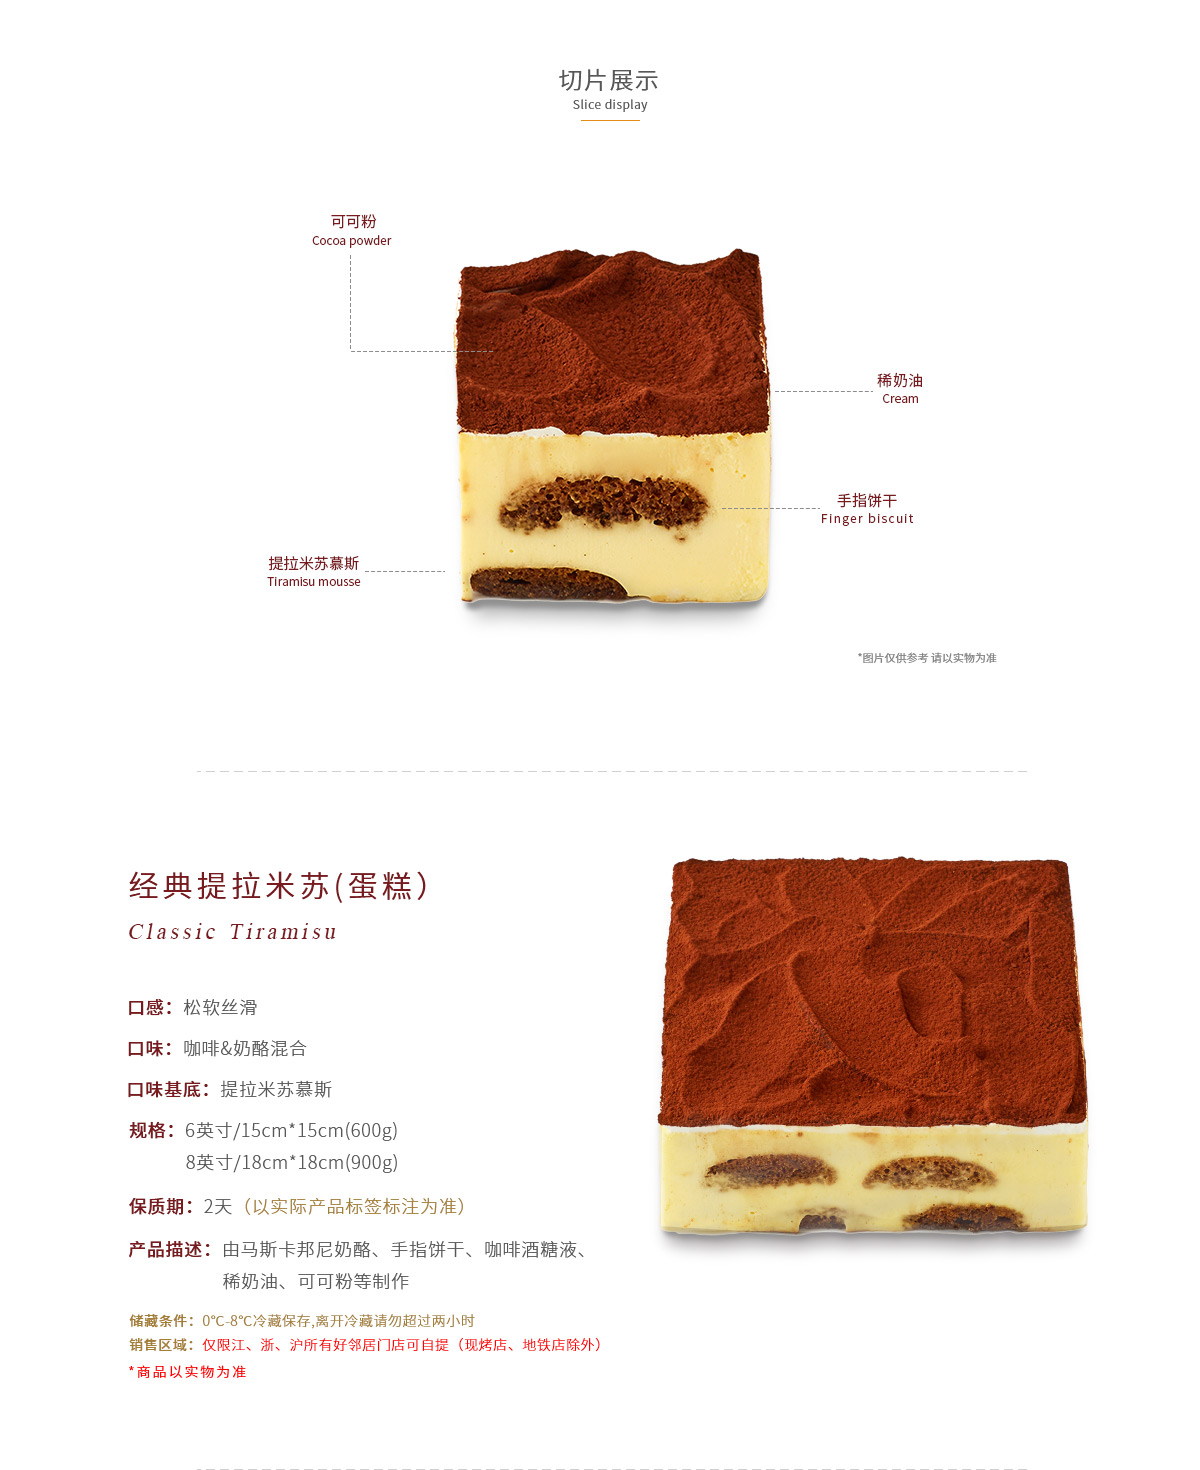 切片展示
Slice display
可可粉
Cocoa powder
稀奶油
Cream
手指饼干
Finger biscuit
提拉米苏慕斯
Tiramisu mousse
*图片仅供参考 请以实物为准
经典提拉米苏(蛋糕）
Classic Tiramisu
口感：松软丝滑
口味：咖啡&奶酪混合
口味基底：提拉米苏慕斯
规格：6英寸/15cm*15cm(600g)
8英寸/18cm*18cm(900g)
保质期：2天（以实际产品标签标注为准）
产品描述：由马斯卡邦尼奶酪、手指饼干、咖啡酒糖液、
稀奶油、可可粉等制作
储藏条件：0℃-8℃冷藏保存,离开冷藏请勿超过两小时
销售区域：仅限江、浙、沪所有好邻居门店可自提（现烤店、地铁店除外）
*商品以实物为准